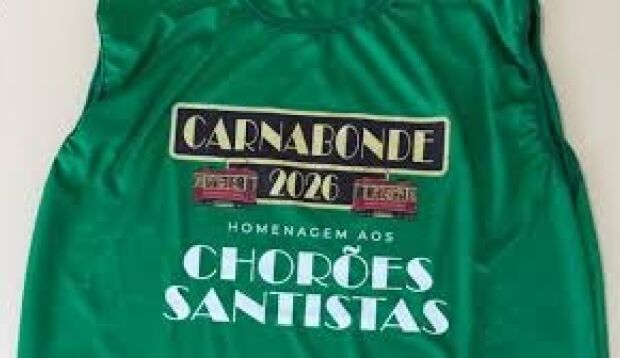 CARNABONDE
2026
HOMENAGEM AOS
CHORÕES
SANTISTAS